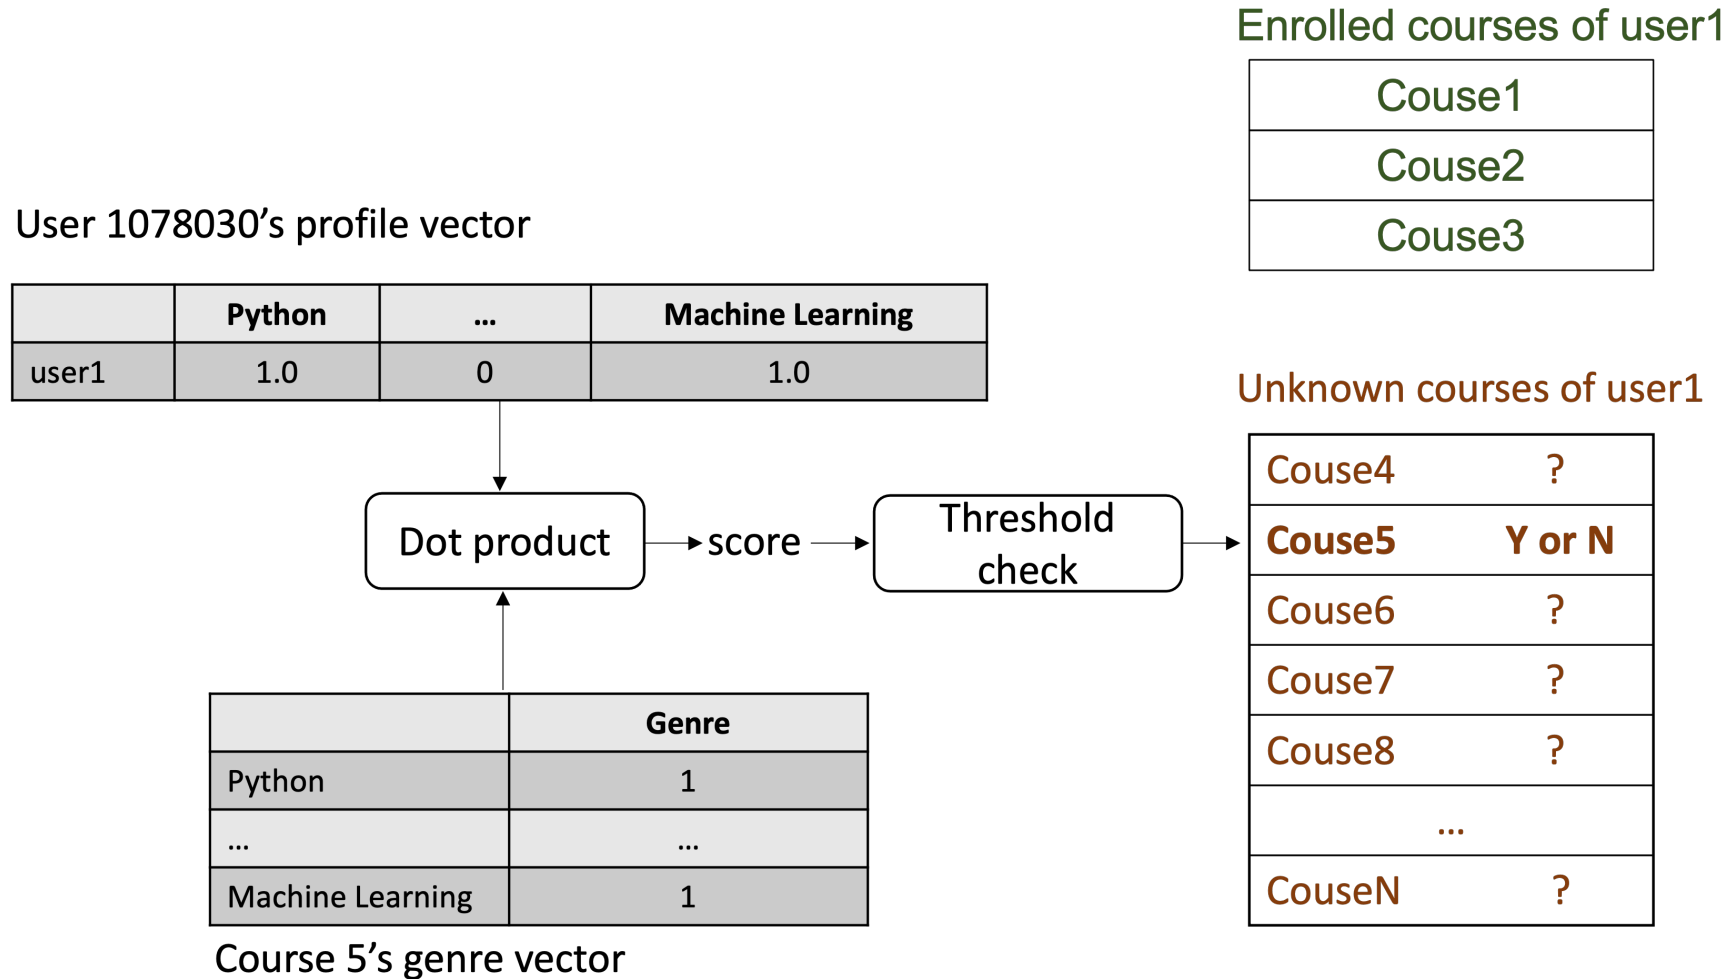 Enrolled courses of user1
Couse1
Couse2
Couse3
User 1078030’s profile vector
Python ... Machine Learning
user1 1.0 0 1.0
Unknown courses of user1
Couse4 ?
Couse5 Y or N
Couse6 ?
Couse7 ?
Couse8 ?
...
CouseN ?
Dot product
score
Threshold
check
Genre
Python 1
... ...
Machine Learning 1
Course 5’s genre vector